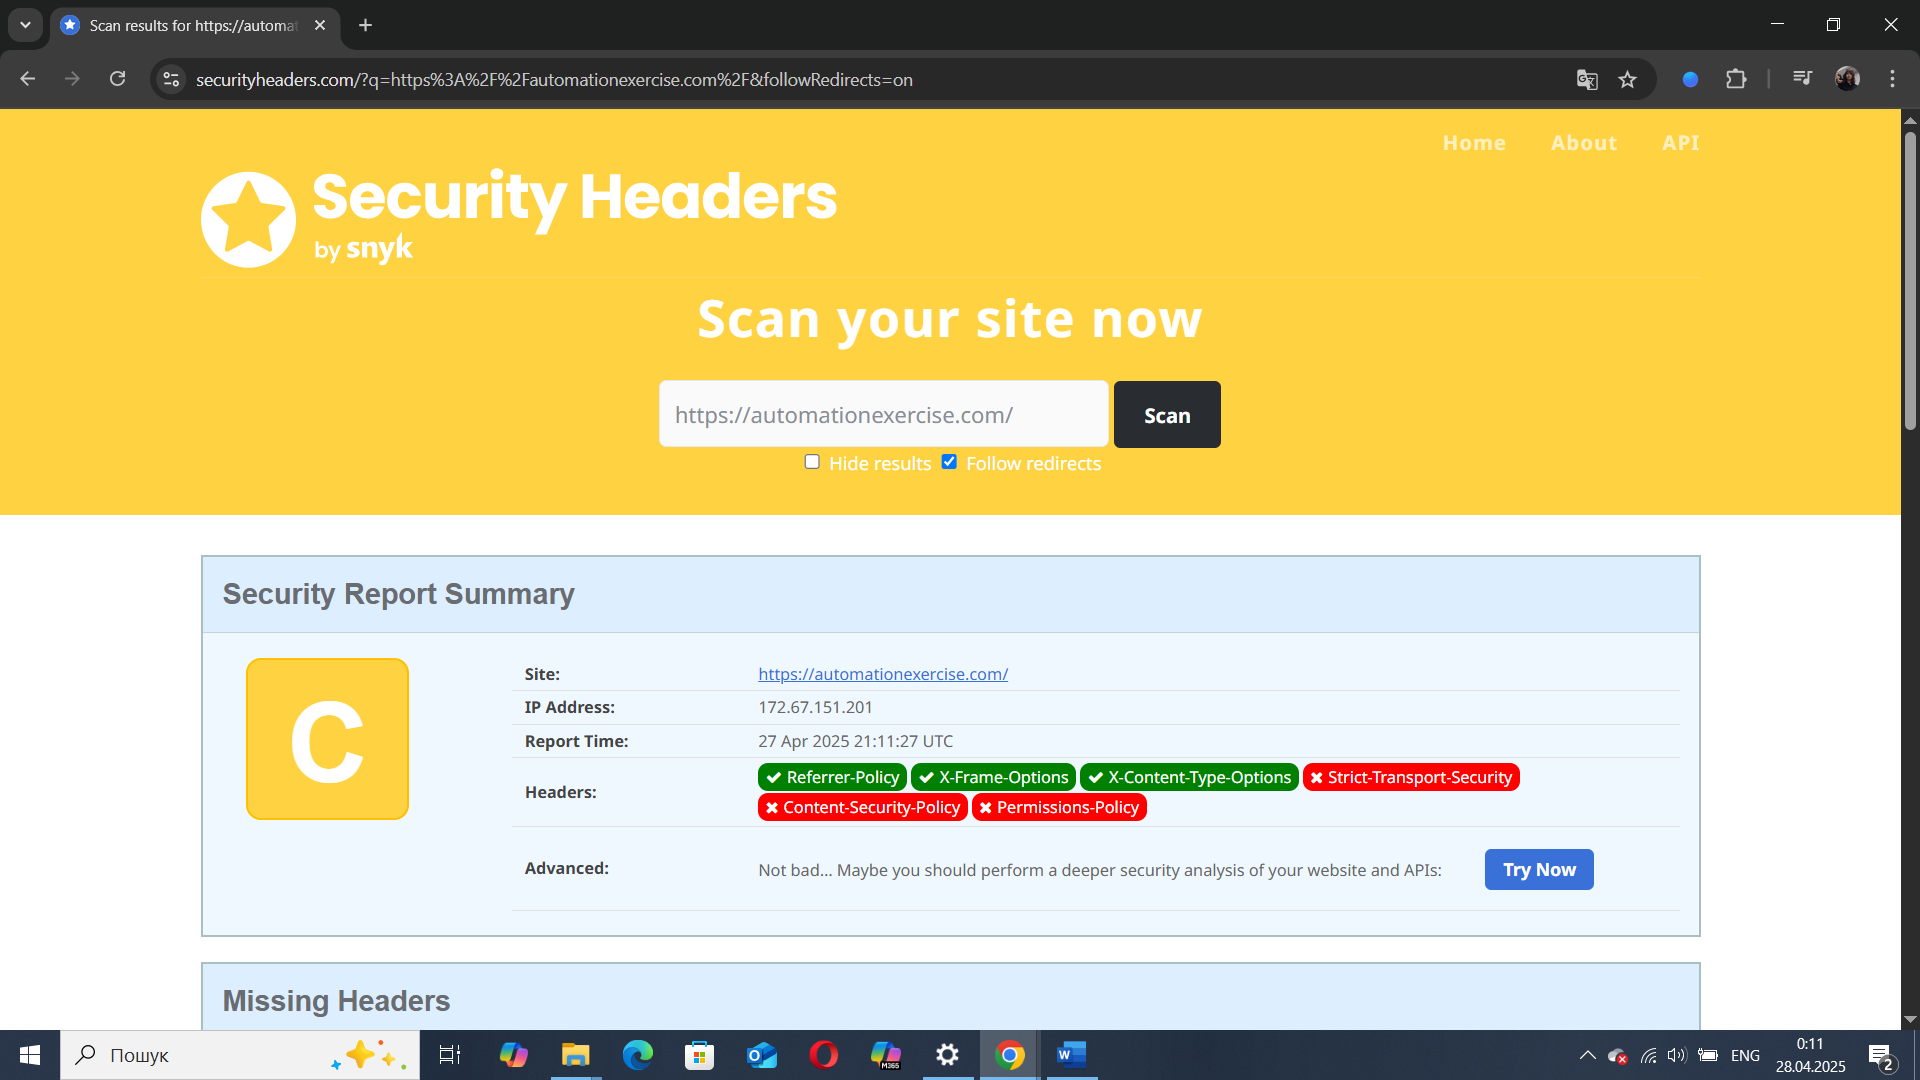 Scan results for https://automat
securityheaders.com/?q=https%3A%2F%2Fautomationexercise.com%2F&followRedirects=on
Home About API
Security Headers
by snyk
Scan your site now
https://automationexercise.com/ Scan
Hide results Follow redirects
Security Report Summary
C
Site: https://automationexercise.com/
IP Address: 172.67.151.201
Report Time: 27 Apr 2025 21:11:27 UTC
Headers: Referrer-Policy X-Frame-Options X-Content-Type-Options Strict-Transport-Security
Content-Security-Policy Permissions-Policy
Advanced: Not bad… Maybe you should perform a deeper security analysis of your website and APIs: Try Now
Missing Headers
Пошук
M365
ENG
0:11
28.04.2025
2